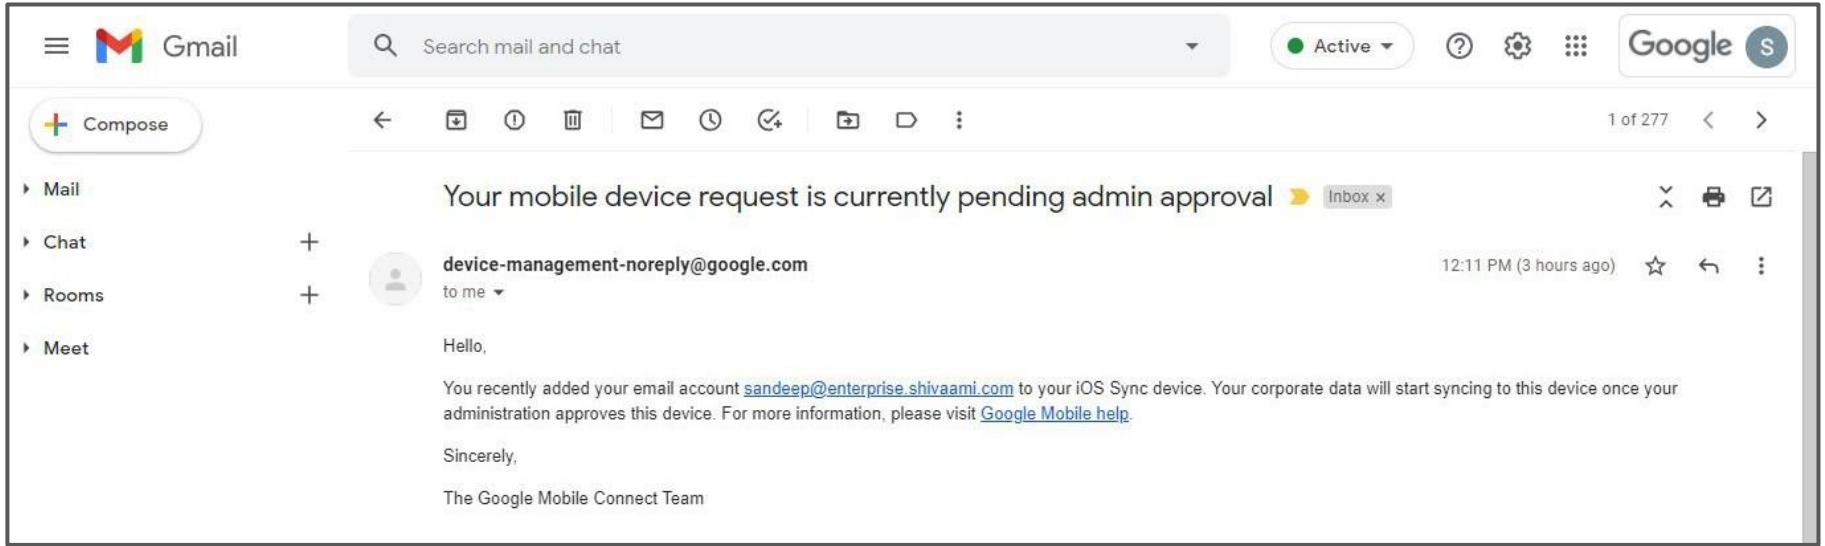 Gmail
Search mail and chat
Active
Google S
Compose
1 of 277
Mail
Chat
Rooms
Meet
Your mobile device request is currently pending admin approval Inbox x
device-management-noreply@google.com 12:11 PM (3 hours ago)
to me
Hello,
You recently added your email account sandeep@enterprise.shivaami.com to your iOS Sync device. Your corporate data will start syncing to this device once your
administration approves this device. For more information, please visit Google Mobile help.
Sincerely,
The Google Mobile Connect Team